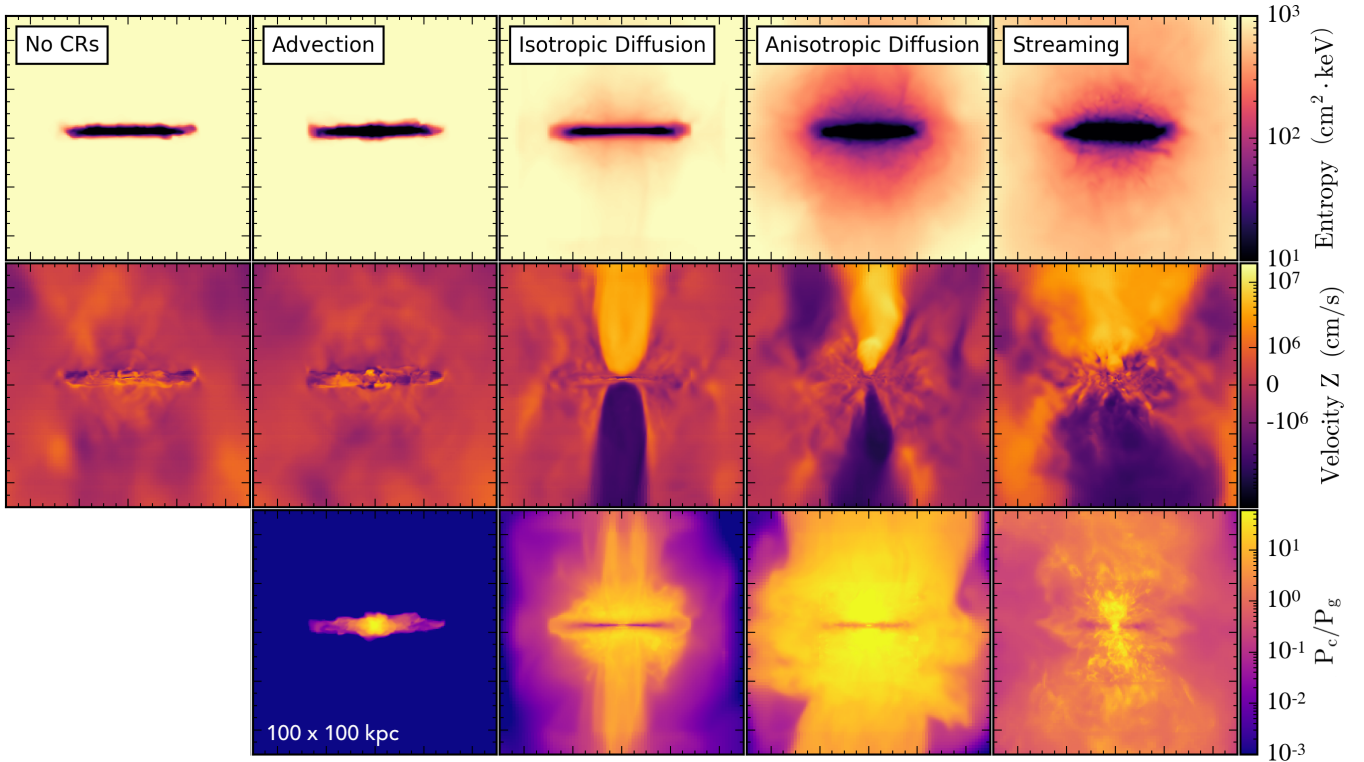 No CRs
Advection
Isotropic Diffusion
Anisotropic Diffusion
Streaming
10³
10²
10¹
Entropy (cm² · keV)
10⁷
10⁶
0
-10⁶
Velocity Z (cm/s)
100 x 100 kpc
10¹
10⁰
10⁻¹
10⁻²
10⁻³
P_c/P_g